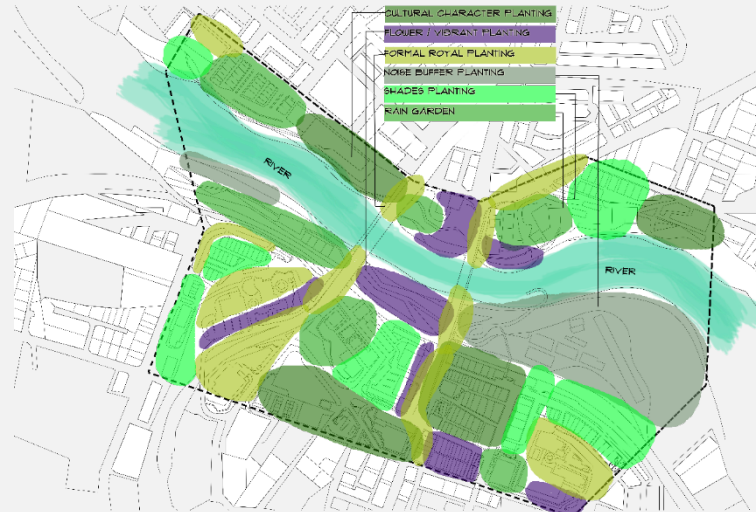 CULTURAL CHARACTER PLANTING
FLOWER / VIBRANT PLANTING
FORMAL ROYAL PLANTING
NOISE BUFFER PLANTING
SHADES PLANTING
RAIN GARDEN
RIVER
RIVER